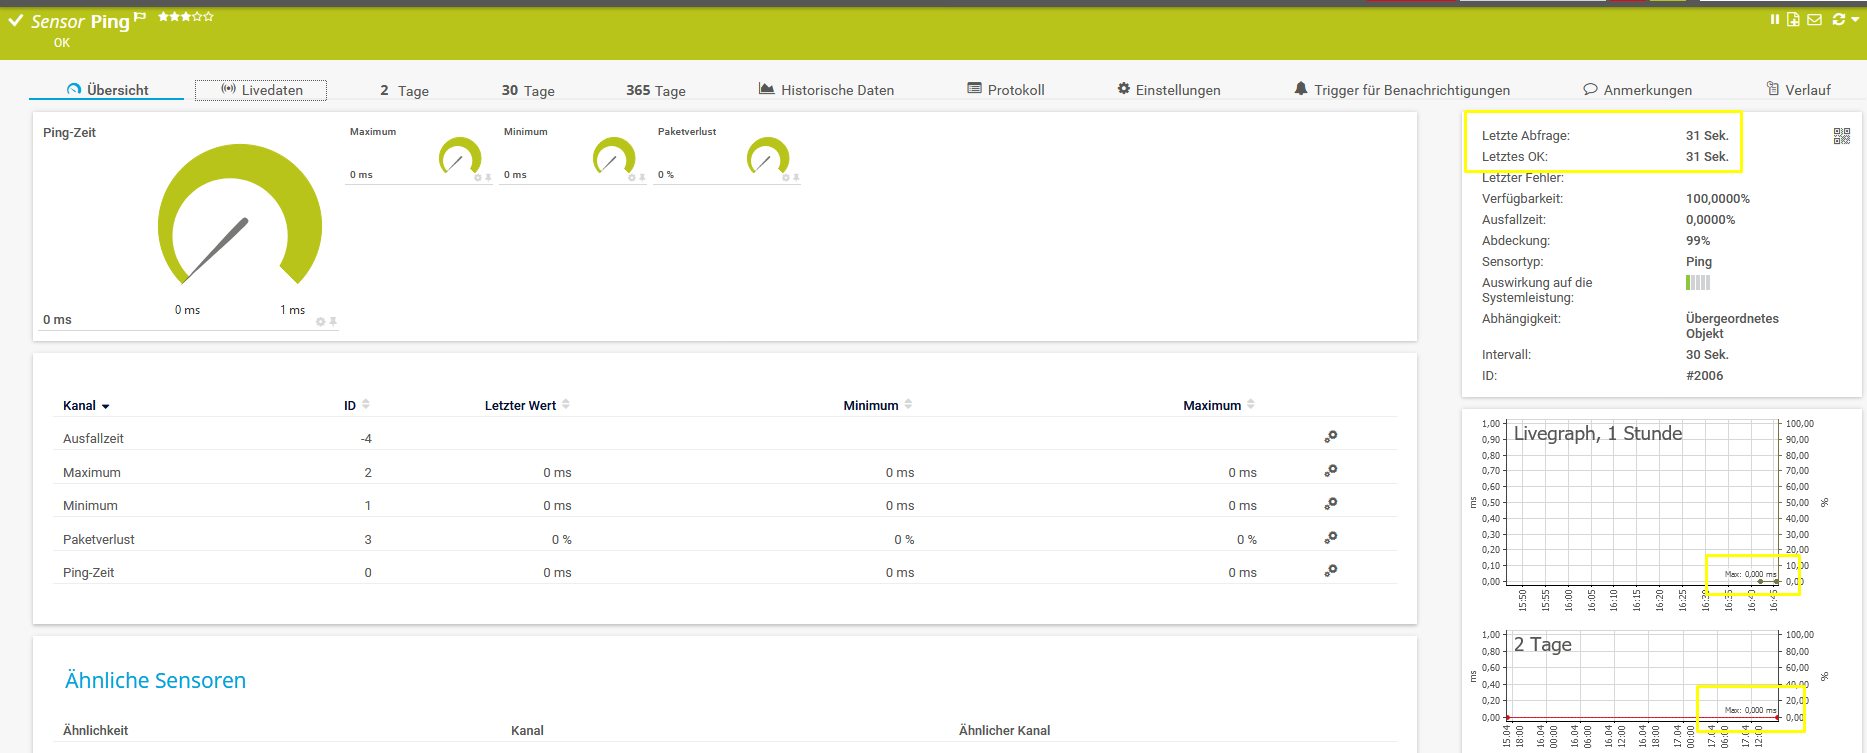 Sensor Ping
OK
Übersicht
Livedaten
2 Tage
30 Tage
365 Tage
Historische Daten
Protokoll
Einstellungen
Trigger für Benachrichtigungen
Anmerkungen
Verlauf
Ping-Zeit
0 ms
1 ms
0 ms
Maximum
0 ms
Minimum
0 ms
Paketverlust
0 %
Letzte Abfrage: 31 Sek.
Letztes OK: 31 Sek.
Letzter Fehler:
Verfügbarkeit: 100,0000%
Ausfallzeit: 0,0000%
Abdeckung: 99%
Sensortyp: Ping
Auswirkung auf die
Systemleistung:
Abhängigkeit: Übergeordnetes
Objekt
Intervall: 30 Sek.
ID: #2006
Kanal ID Letzter Wert Minimum Maximum
Ausfallzeit -4
Maximum 2 0 ms 0 ms 0 ms
Minimum 1 0 ms 0 ms 0 ms
Paketverlust 3 0 % 0 % 0 %
Ping-Zeit 0 0 ms 0 ms 0 ms
Ähnliche Sensoren
Ähnlichkeit Kanal Ähnlicher Kanal
Livegraph, 1 Stunde
1,00 100,00
0,90 90,00
0,80 80,00
0,70 70,00
0,60 60,00
0,50 50,00
0,40 40,00
0,30 30,00
0,20 20,00
0,10 10,00
0,00 0,00
ms
%
Max: 0,000 ms
15:50 15:55 16:00 16:05 16:10 16:15 16:20 16:25 16:30 16:35 16:40 16:45
2 Tage
1,00 100,00
0,80 80,00
0,60 60,00
0,40 40,00
0,20 20,00
0,00 0,00
ms
%
Max: 0,000 ms
15.04 18:00 16.04 00:00 16.04 06:00 16.04 12:00 16.04 18:00 17.04 00:00 17.04 06:00 17.04 12:00